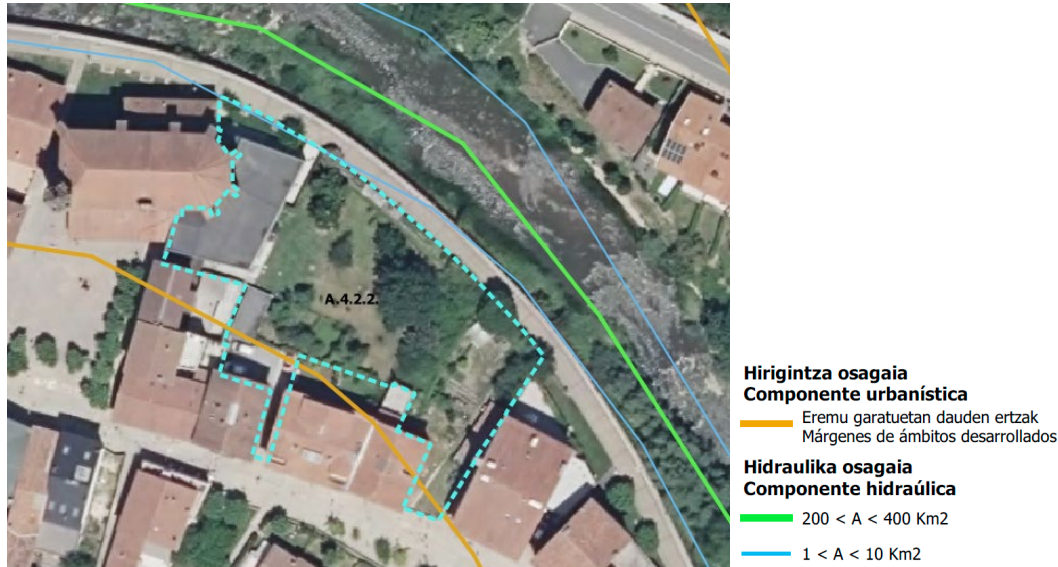 A.4.2.2.
Hirigintza osagaia
Componente urbanística
Eremu garatuetan dauden ertzak
Márgenes de ámbitos desarrollados
Hidraulika osagaia
Componente hidraúlica
200 < A < 400 Km2
1 < A < 10 Km2